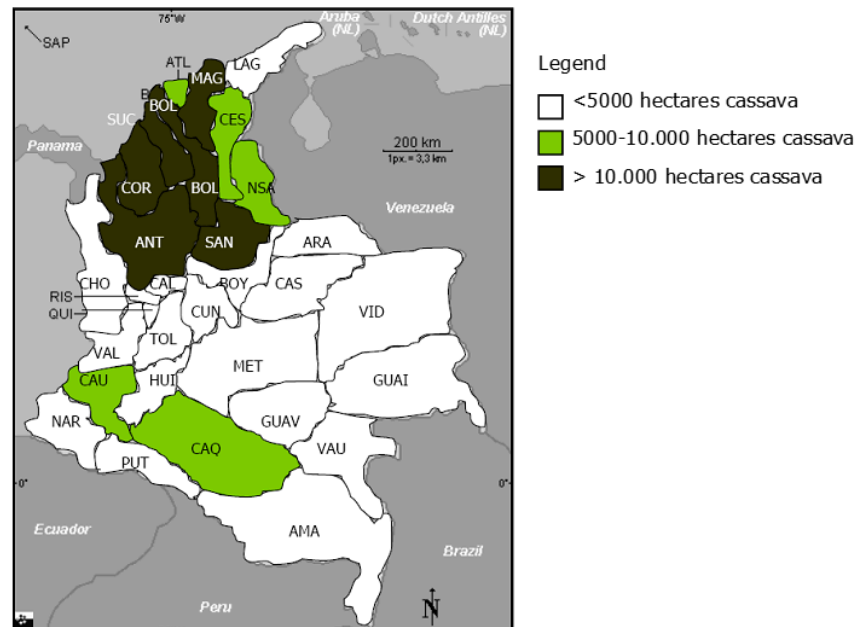 75°W
Aruba
(NL)
Dutch Antilles
(NL)
SAP
LAG
ATL
MAG
BOL
CES
SUC
Panama
200 km
1px. = 3,3 km
COR
BOL
NSA
Venezuela
ANT
SAN
ARA
CHO
CAL
BOY
CAS
RIS
QUI
CUN
VID
TOL
VAL
MET
CAU
HUI
GUAI
NAR
GUAV
CAQ
VAU
PUT
0°
0°
AMA
Ecuador
Brazil
Peru
N
Legend
<5000 hectares cassava
5000-10.000 hectares cassava
> 10.000 hectares cassava